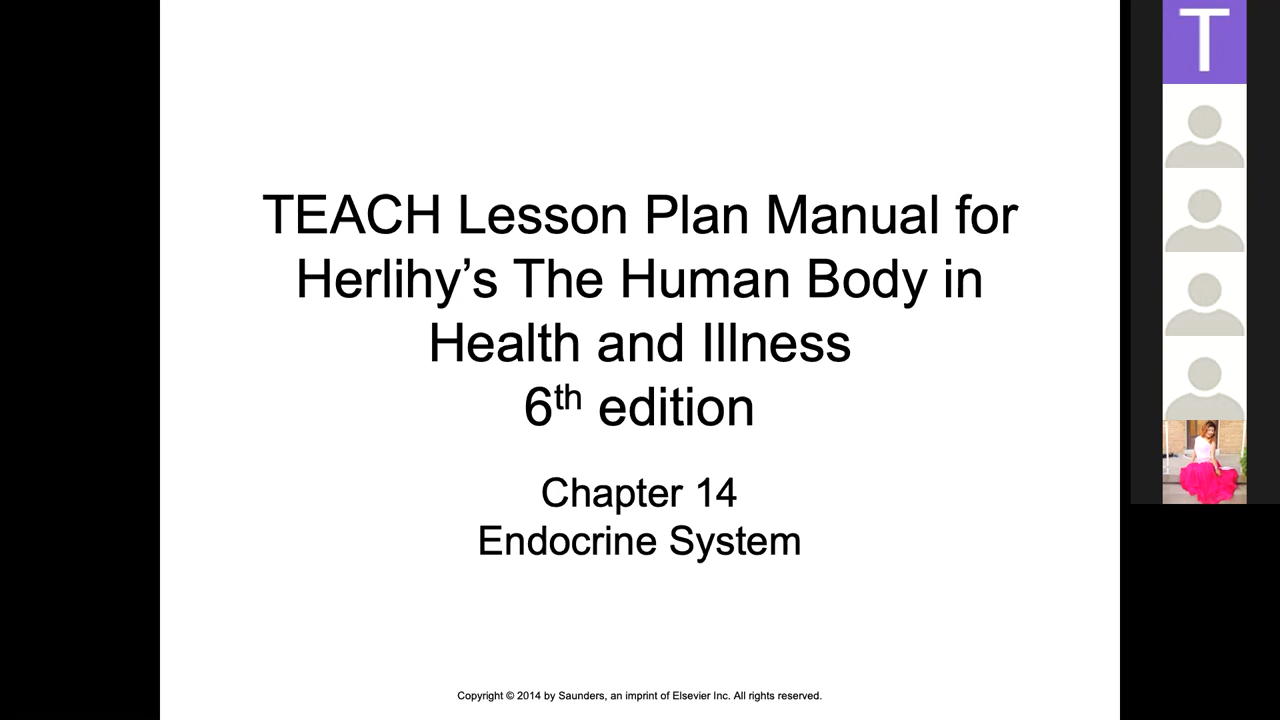 TEACH Lesson Plan Manual for
Herlihy’s The Human Body in
Health and Illness
6th edition
Chapter 14
Endocrine System
Copyright © 2014 by Saunders, an imprint of Elsevier Inc. All rights reserved.
T